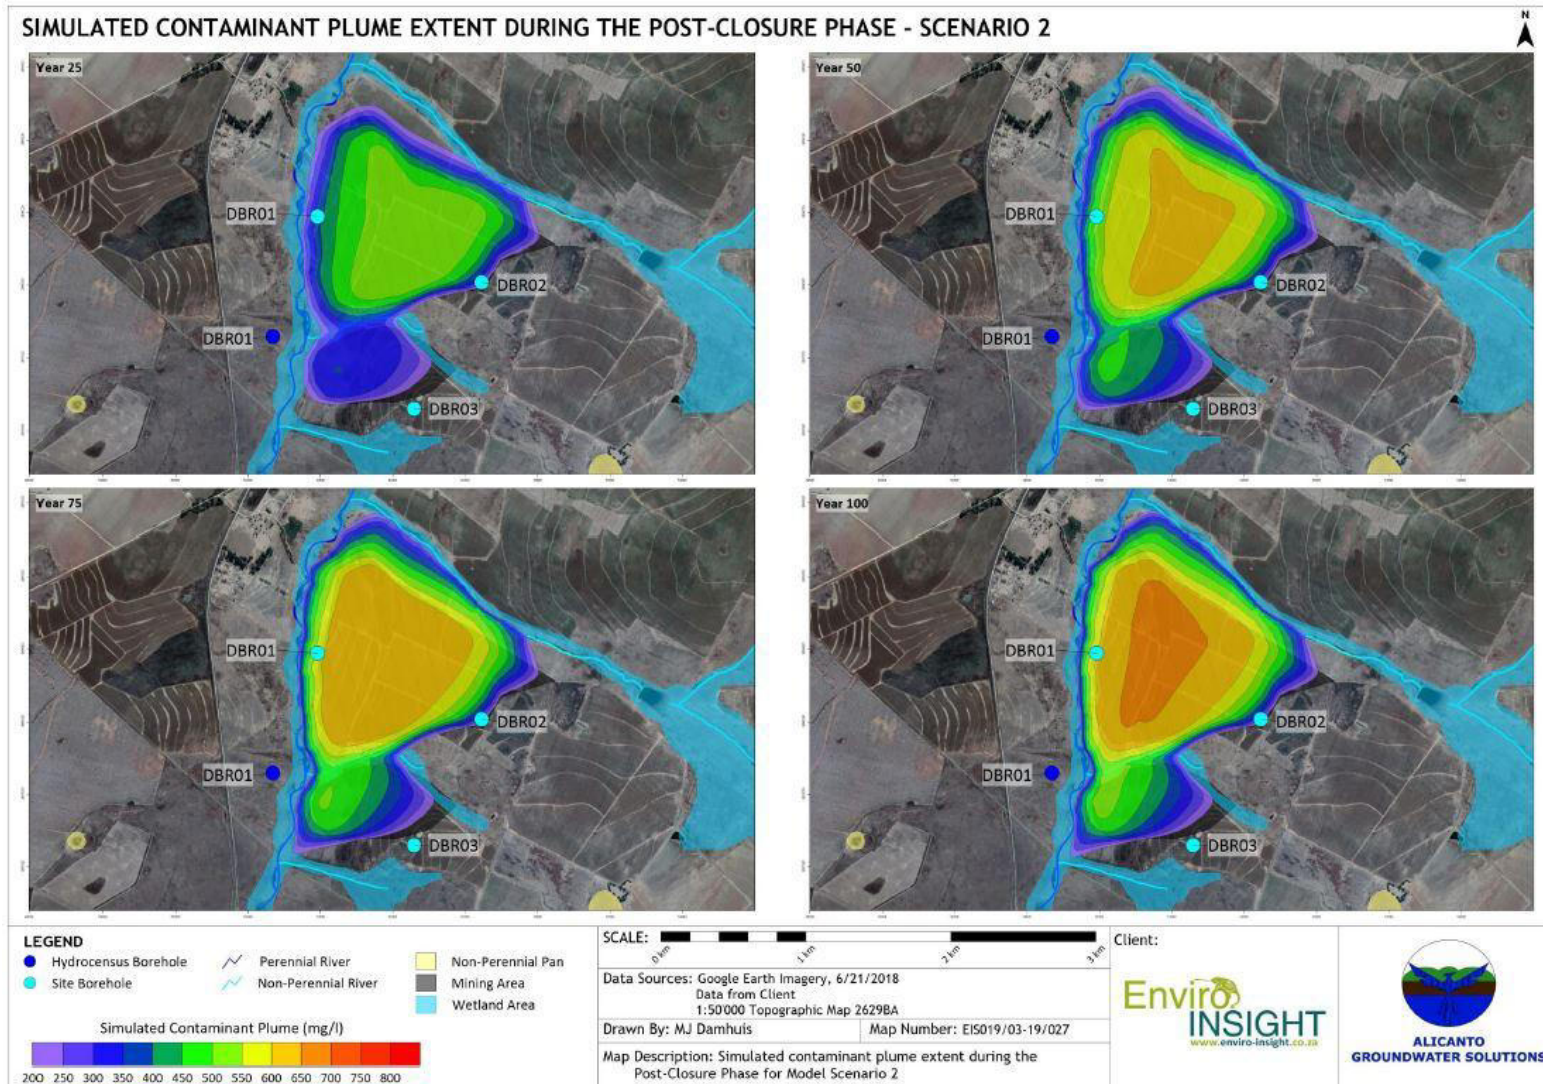 SIMULATED CONTAMINANT PLUME EXTENT DURING THE POST-CLOSURE PHASE - SCENARIO 2
N
Year 25
DBR01
DBR02
DBR01
DBR03
Year 50
DBR01
DBR02
DBR01
DBR03
Year 75
DBR01
DBR02
DBR01
DBR03
Year 100
DBR01
DBR02
DBR01
DBR03
LEGEND
Hydrocensus Borehole
Perennial River
Non-Perennial Pan
Site Borehole
Non-Perennial River
Mining Area
Wetland Area
Simulated Contaminant Plume (mg/l)
200 250 300 350 400 450 500 550 600 650 700 750 800
SCALE:
0 km 1 km 2 km 3 km
Data Sources: Google Earth Imagery, 6/21/2018
Data from Client
1:50'000 Topographic Map 2629BA
Drawn By: MJ Damhuis
Map Number: EIS019/03-19/027
Map Description: Simulated contaminant plume extent during the
Post-Closure Phase for Model Scenario 2
Client:
Enviro
INSIGHT
www.enviro-insight.co.za
ALICANTO
GROUNDWATER SOLUTIONS